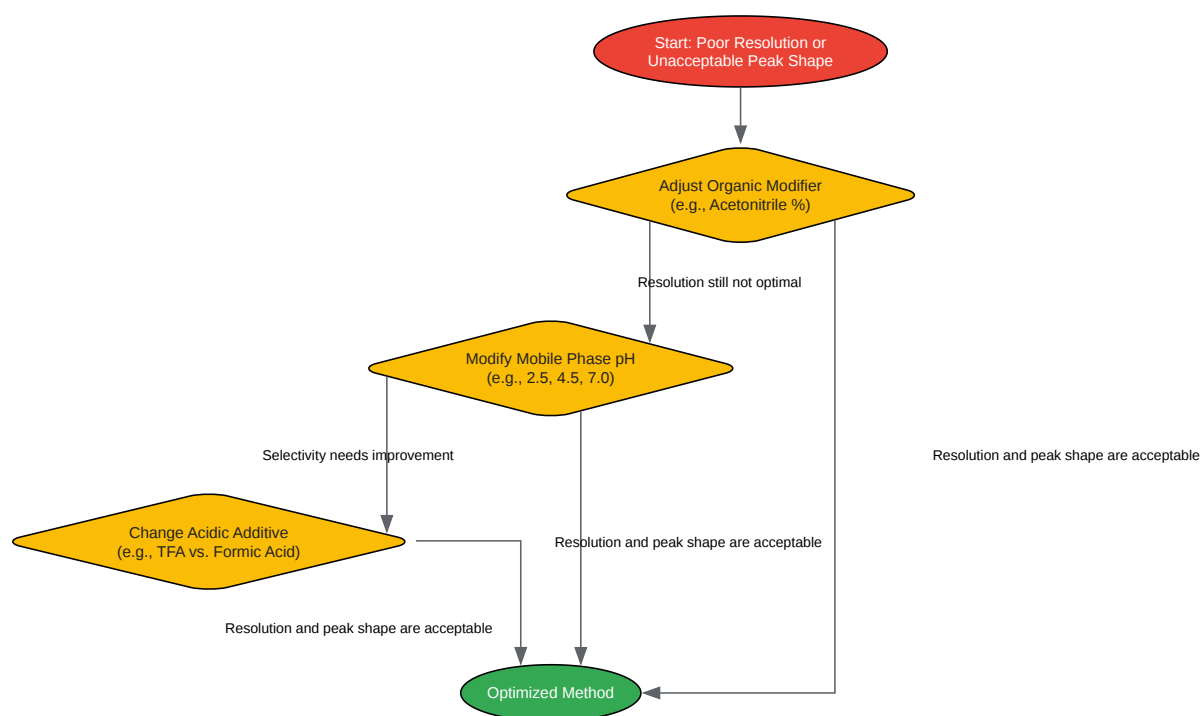 Start: Poor Resolution or
Unacceptable Peak Shape
Adjust Organic Modifier
(e.g., Acetonitrile %)
Resolution still not optimal
Modify Mobile Phase pH
(e.g., 2.5, 4.5, 7.0)
Selectivity needs improvement
Resolution and peak shape are acceptable
Change Acidic Additive
(e.g., TFA vs. Formic Acid)
Resolution and peak shape are acceptable
Resolution and peak shape are acceptable
Optimized Method